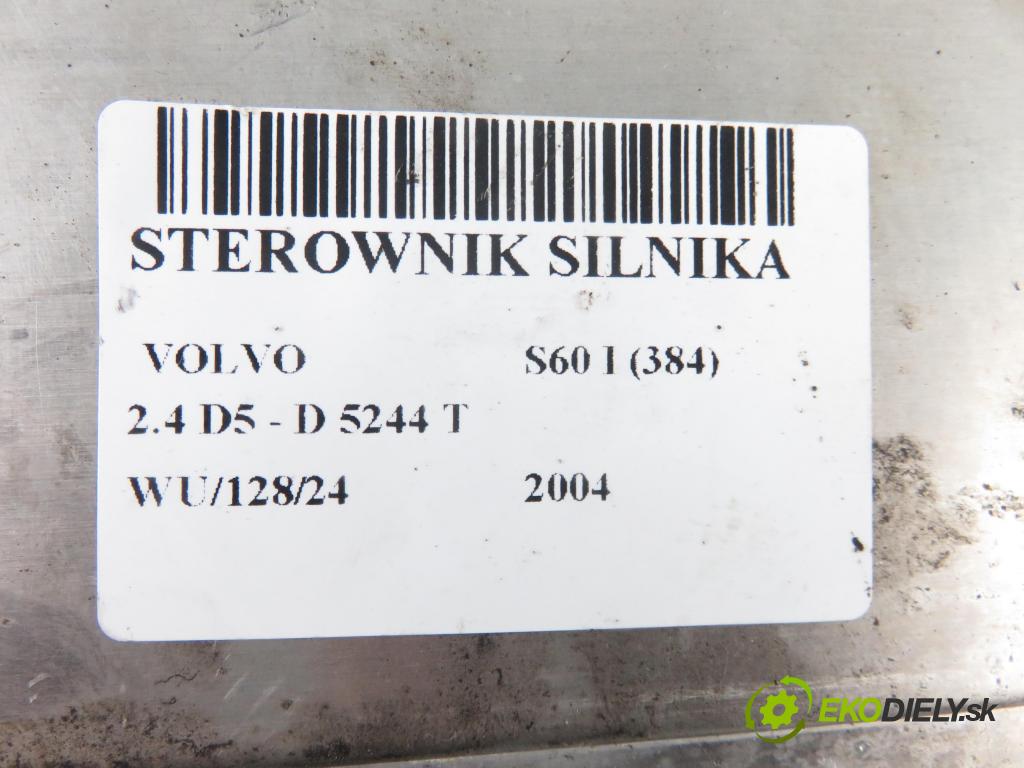 STEROWNIK SILNIKA
VOLVO S60 I (384)
2.4 D5 - D 5244 T
WU/128/24 2004
EKODIELY.sk